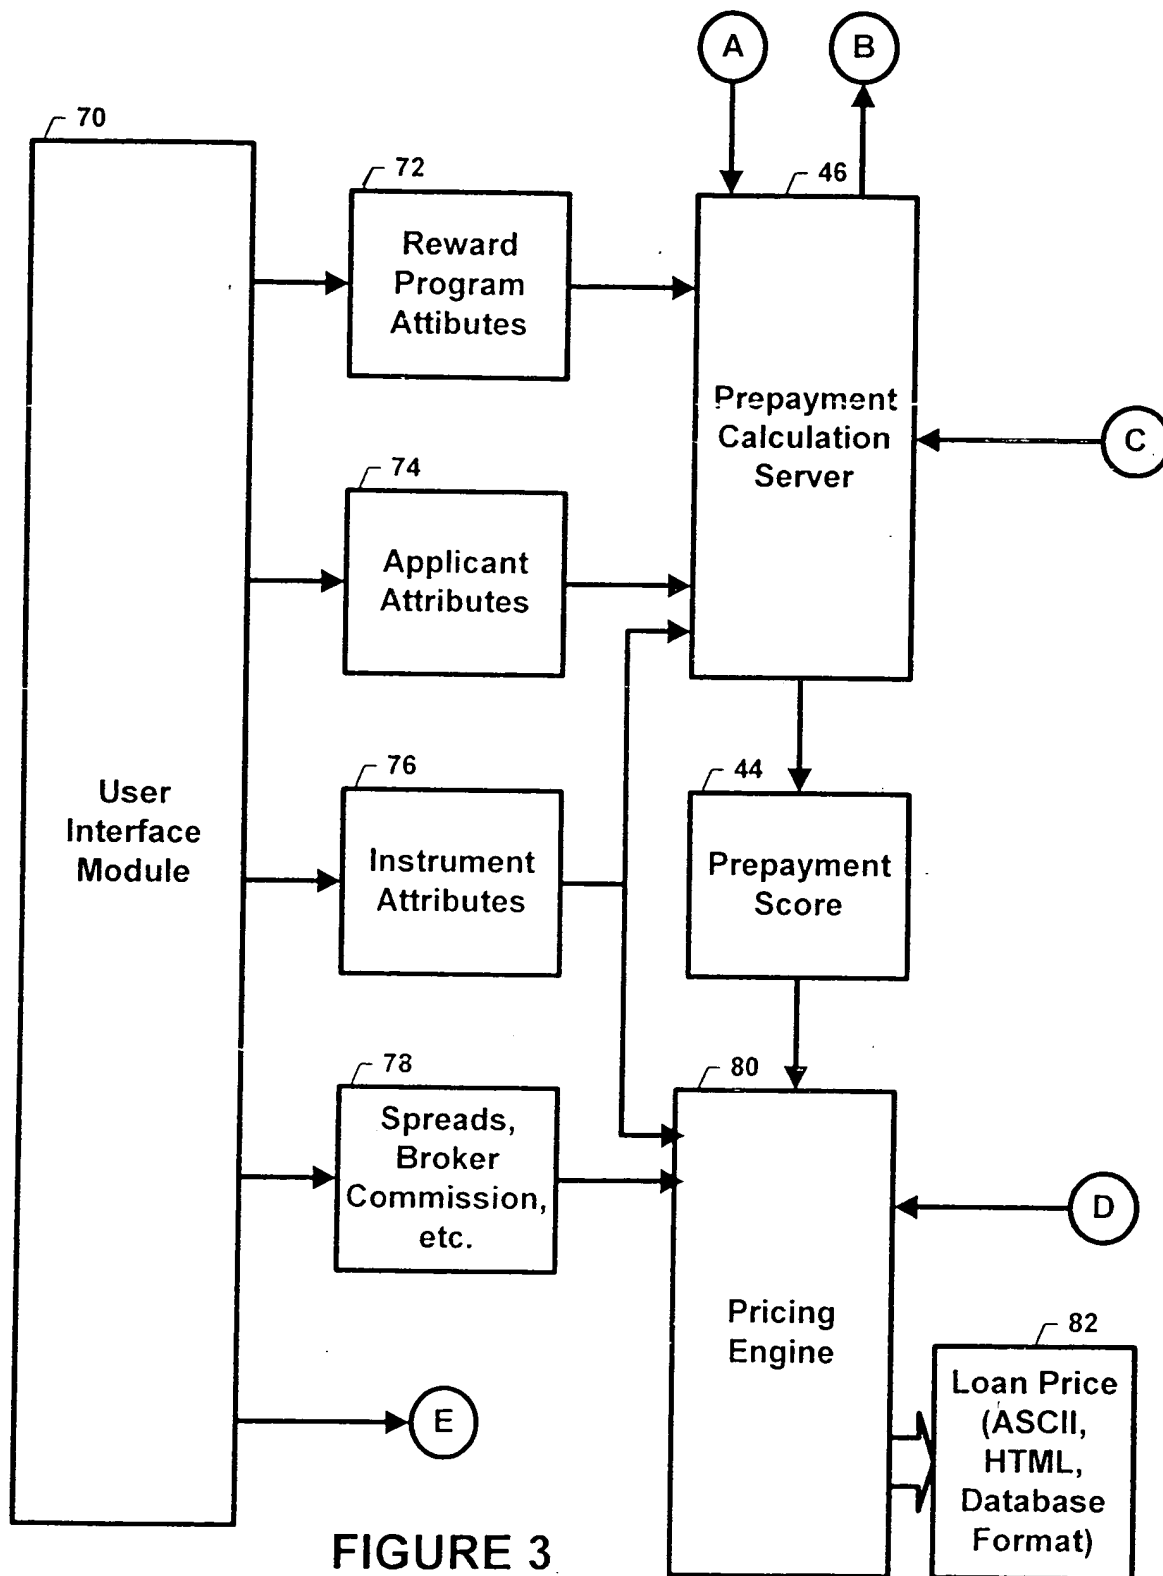 A
B
70
72
46
Reward
Program
Attibutes
Prepayment
Calculation
Server
C
74
Applicant
Attributes
76
44
User
Interface
Module
Instrument
Attributes
Prepayment
Score
78
80
Spreads,
Broker
Commission,
etc.
D
Pricing
Engine
82
Loan Price
(ASCII,
HTML,
Database
Format)
E
FIGURE 3